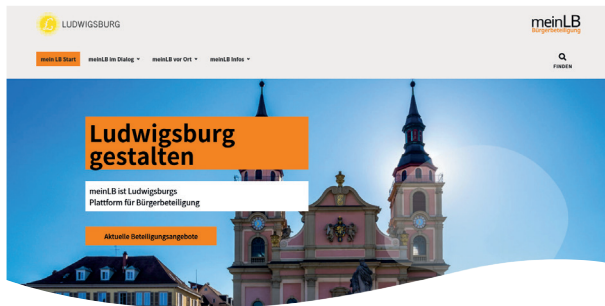 LUDWIGSBURG
meinLB
Bürgerbeteiligung
mein LB Start meinLB im Dialog meinLB vor Ort meinLB Infos
FINDEN
Ludwigsburg
gestalten
meinLB ist Ludwigsburgs
Plattform für Bürgerbeteiligung
Aktuelle Beteiligungsangebote